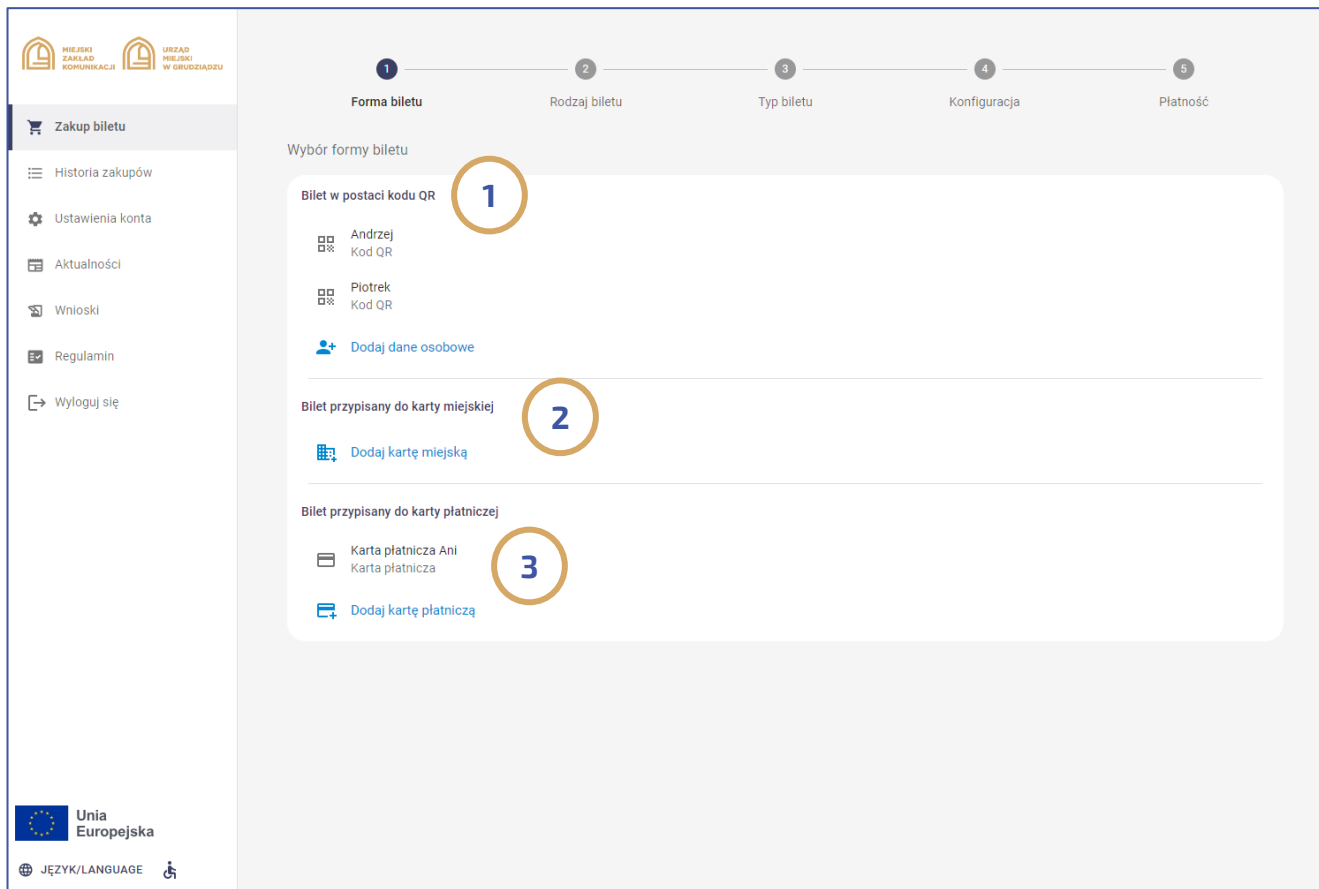 MIEJSKI
ZAKŁAD
KOMUNIKACJI
URZĄD
MIEJSKI
W GRUDZIĄDZU
Zakup biletu
Historia zakupów
Ustawienia konta
Aktualności
Wnioski
Regulamin
Wyloguj się
Unia
Europejska
JĘZYK/LANGUAGE
1
2
3
4
5
Forma biletu
Rodzaj biletu
Typ biletu
Konfiguracja
Płatność
Wybór formy biletu
Bilet w postaci kodu QR
1
Andrzej
Kod QR
Piotrek
Kod QR
Dodaj dane osobowe
Bilet przypisany do karty miejskiej
2
Dodaj kartę miejską
Bilet przypisany do karty płatniczej
Karta płatnicza Ani
Karta płatnicza
3
Dodaj kartę płatniczą